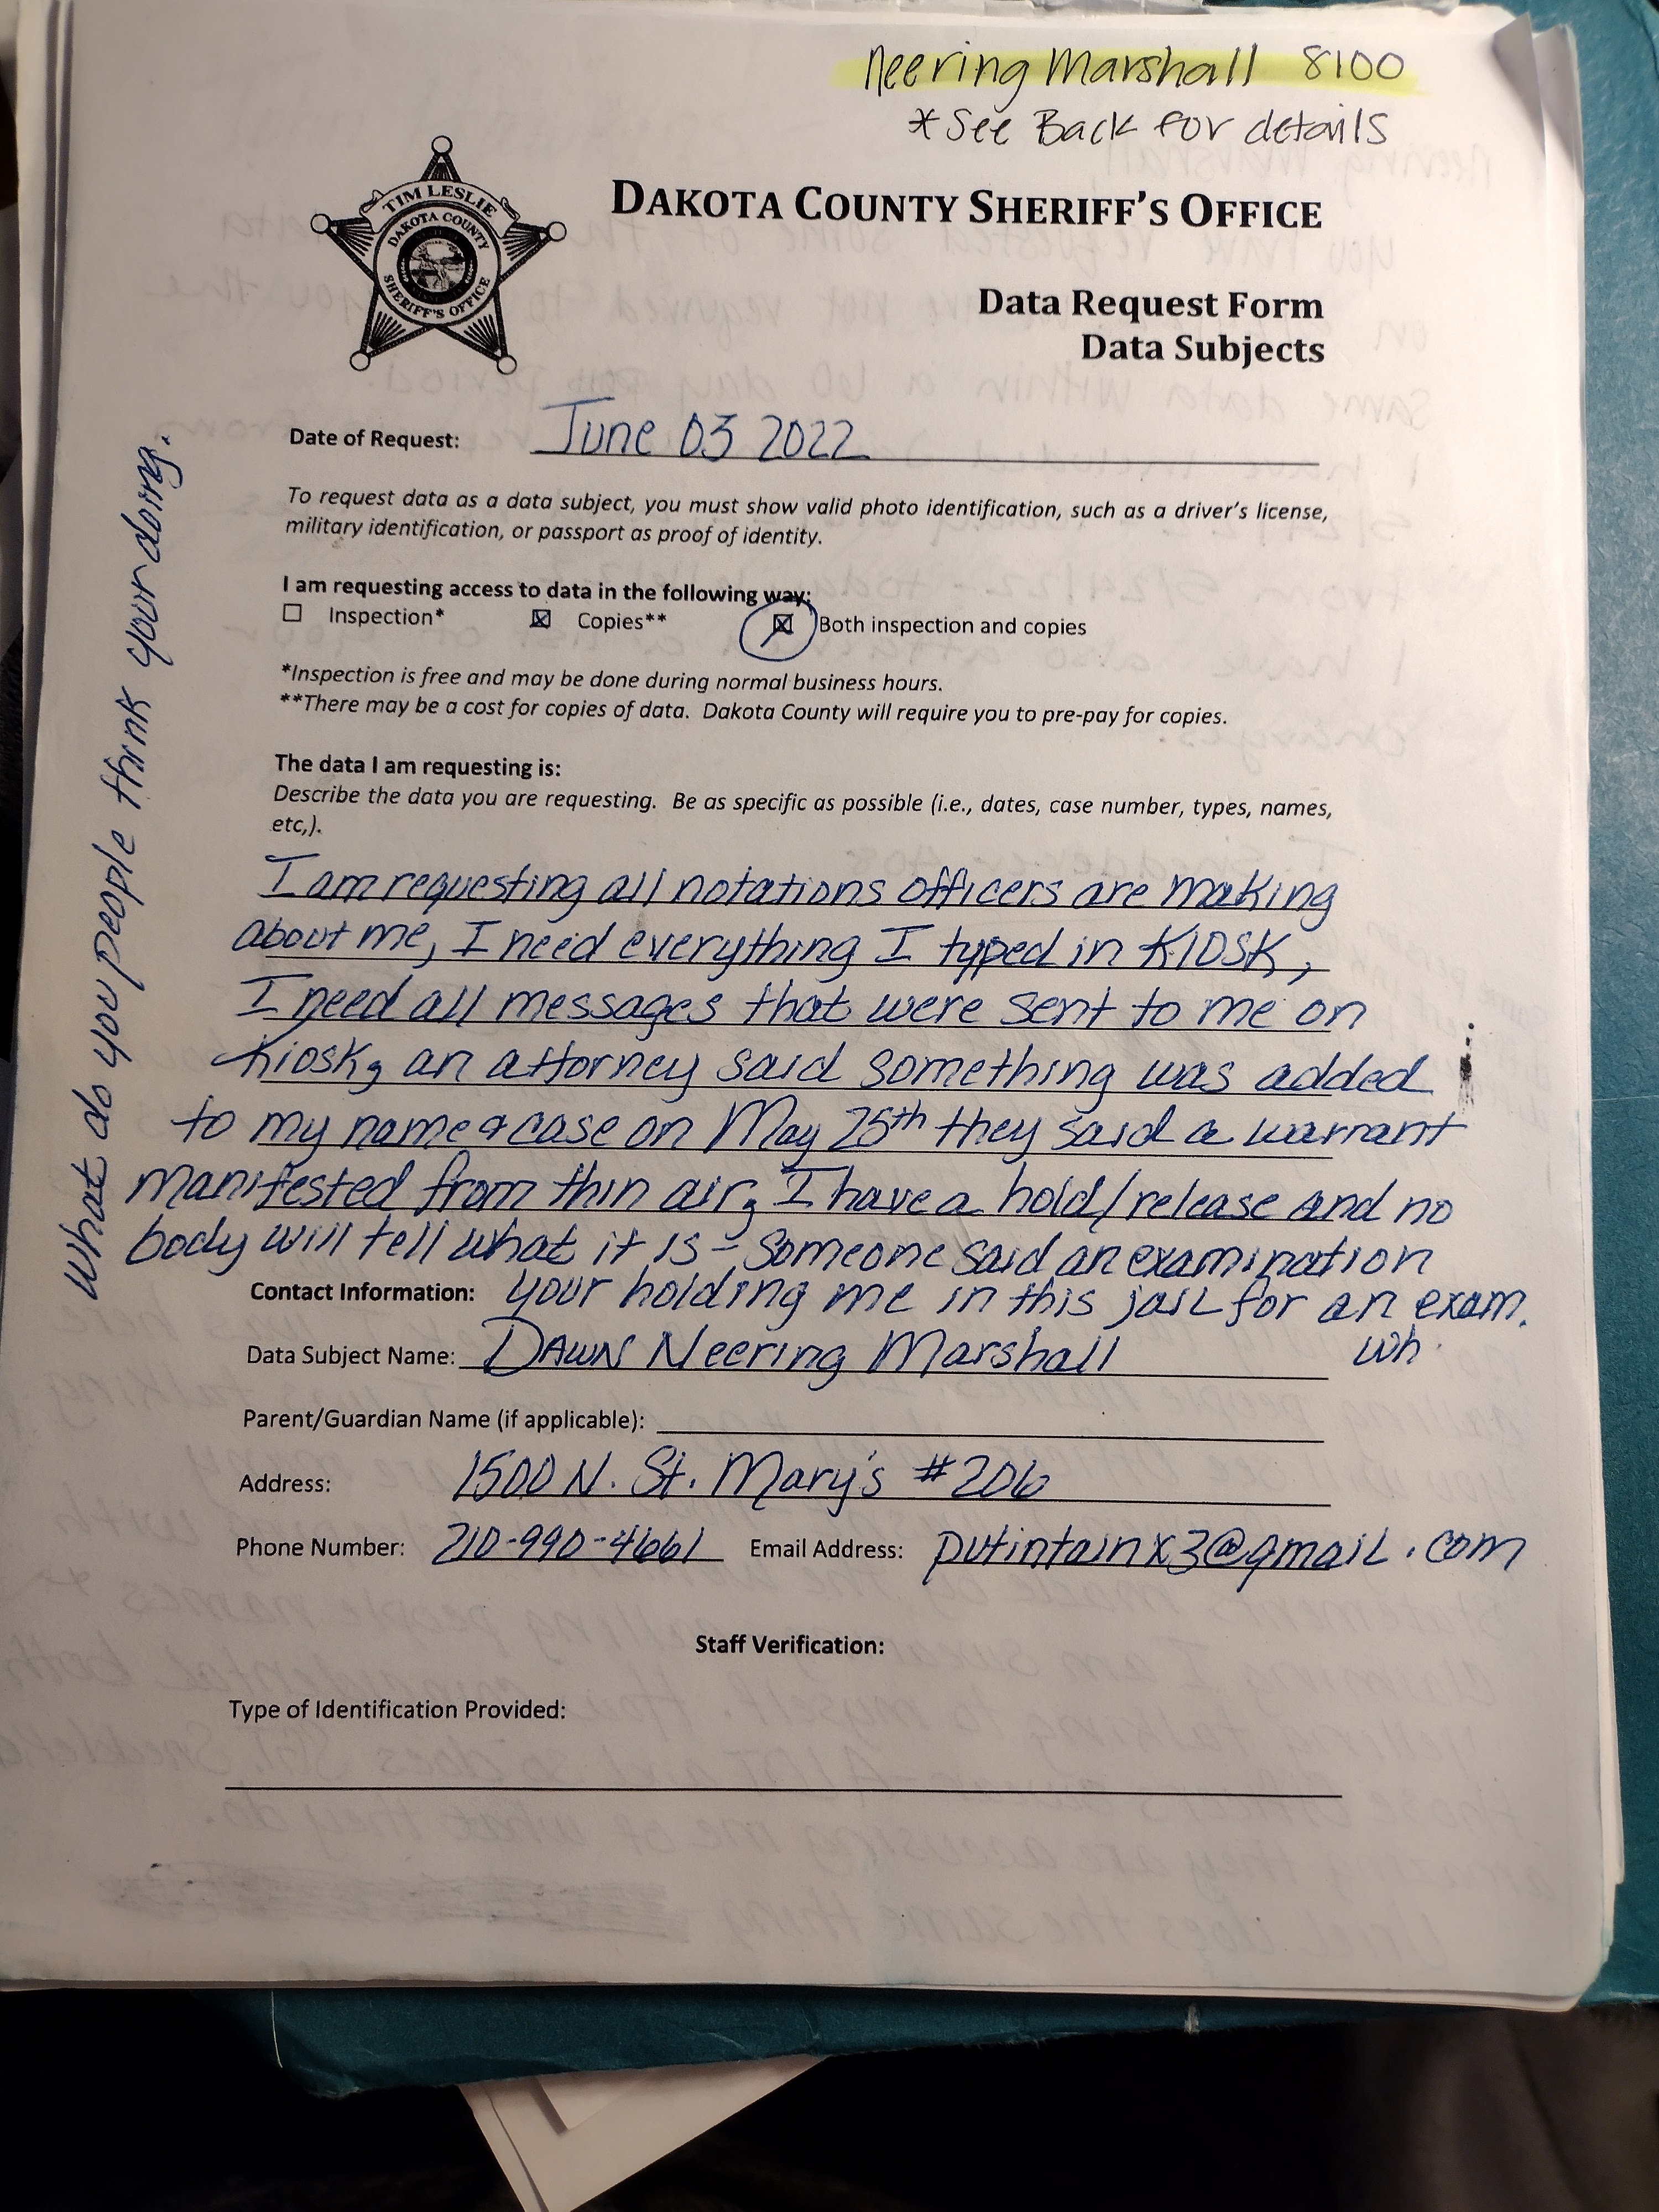 Neering Marshall 8100
*See Back for details
TIM LESLIE
DAKOTA COUNTY
SHERIFF'S OFFICE
DAKOTA COUNTY SHERIFF'S OFFICE
Data Request Form
Data Subjects
Date of Request: June 03 2022
To request data as a data subject, you must show valid photo identification, such as a driver's license,
military identification, or passport as proof of identity.
I am requesting access to data in the following way:
☐ Inspection* ☒ Copies** ☒ Both inspection and copies
*Inspection is free and may be done during normal business hours.
**There may be a cost for copies of data. Dakota County will require you to pre-pay for copies.
The data I am requesting is:
Describe the data you are requesting. Be as specific as possible (i.e., dates, case number, types, names,
etc,).
I am requesting all notations officers are making
about me, I need everything I typed in KIOSK,
I need all messages that were sent to me on
kiosk, an attorney said something was added
to my name & case on May 25th they said a warrant
manifested from thin air, I have a hold/release and no
body will tell what it is - Someone said an examination
Contact Information: your holding me in this jail for an exam.
Wh
Data Subject Name: DAWN Neering Marshall
Parent/Guardian Name (if applicable):
Address: 1500 N. St. Mary's #206
Phone Number: 210-990-4661 Email Address: putintainx3@gmail.com
Staff Verification:
Type of Identification Provided:
What do you people think your doing.